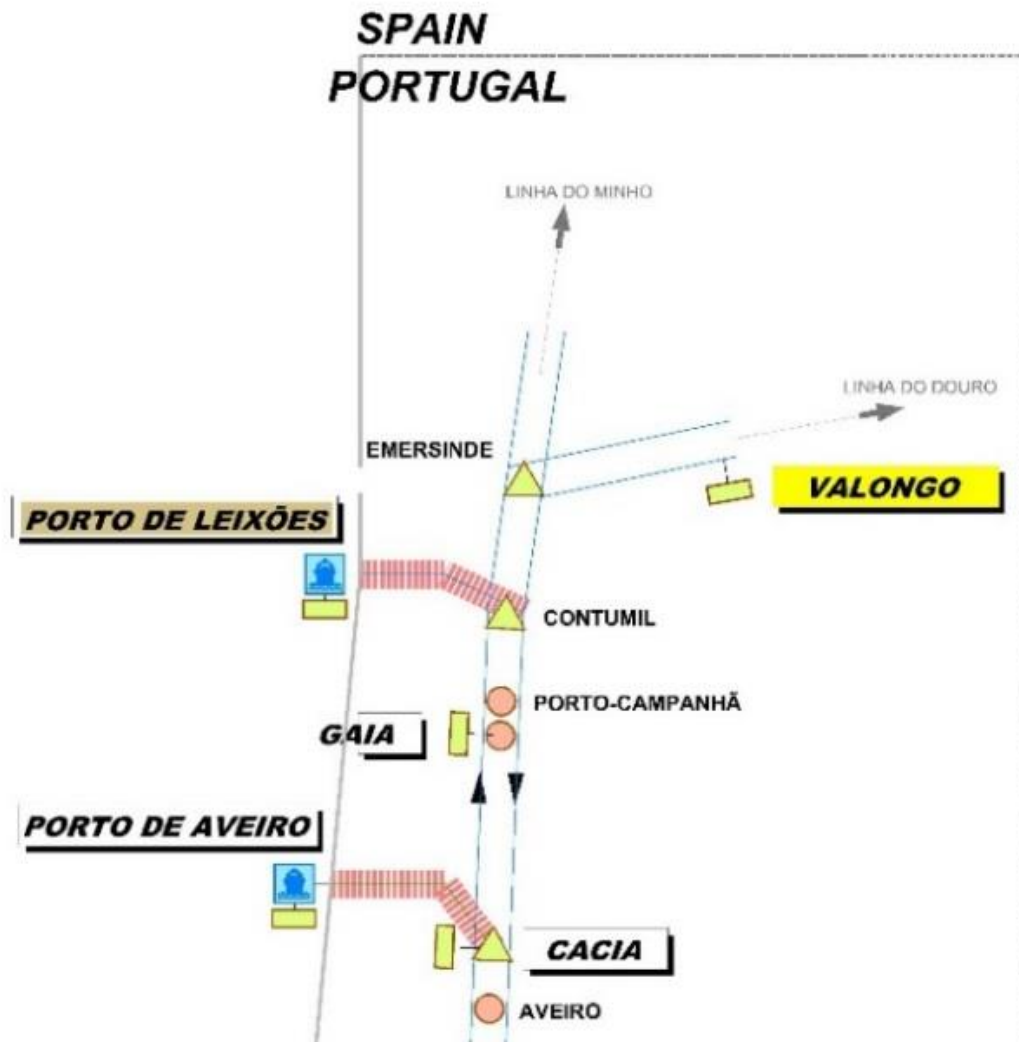 SPAIN
PORTUGAL
LINHA DO MINHO
LINHA DO DOURO
EMERSINDE
VALONGO
PORTO DE LEIXÕES
CONTUMIL
PORTO-CAMPANHÃ
GAIA
PORTO DE AVEIRO
CACIA
AVEIRO